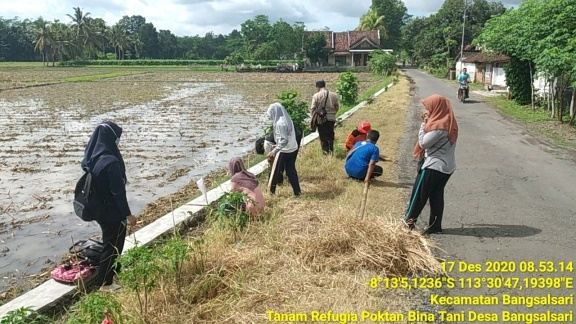 17 Des 2020 08.53.14
8°13'5,1236"S 113°30'47,19398"E
Kecamatan Bangsalsari
Tanam Refugia Poktan Bina Tani Desa Bangsalsari